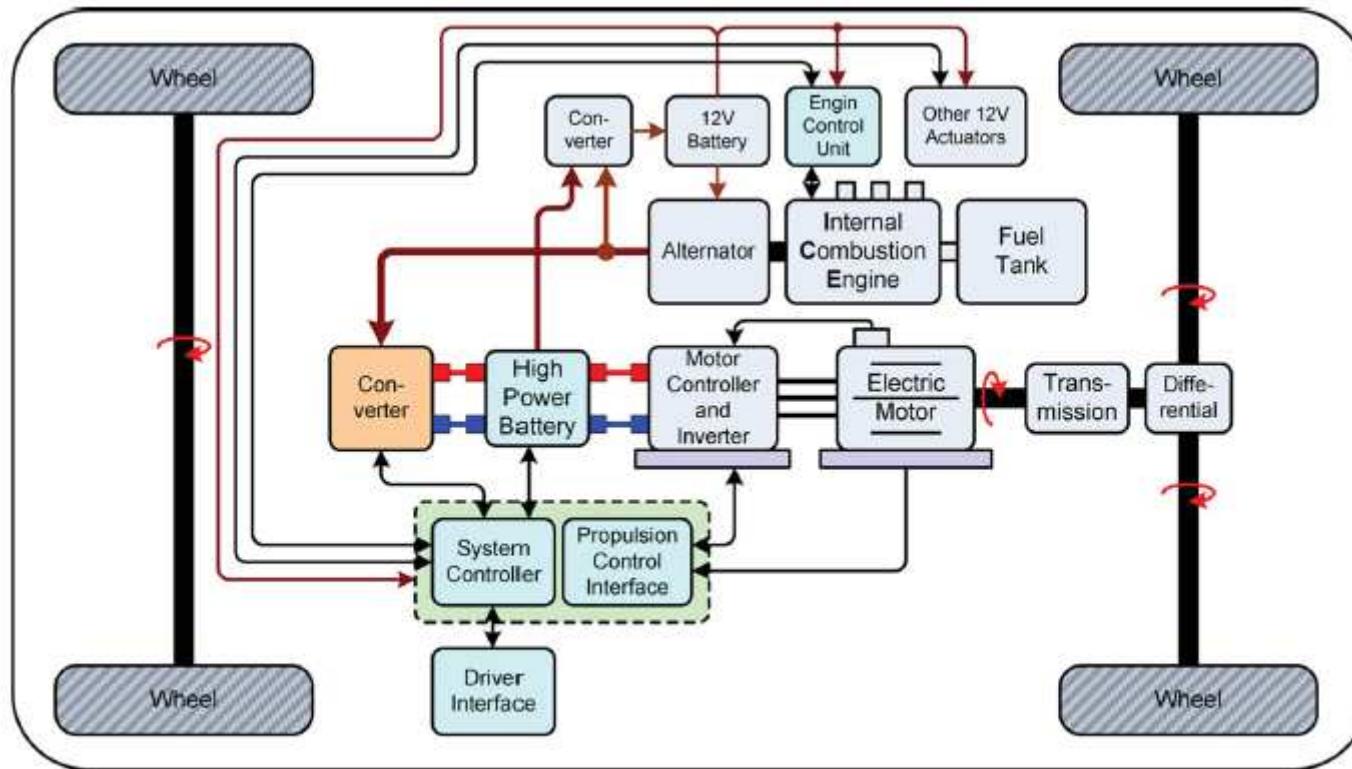 Wheel
Wheel
Con-
verter
12V
Battery
Engin
Control
Unit
Other 12V
Actuators
Alternator
Internal
Combustion
Engine
Fuel
Tank
Con-
verter
High
Power
Battery
Motor
Controller
and
Inverter
Electric
Motor
Trans-
mission
Diffe-
rential
System
Controller
Propulsion
Control
Interface
Driver
Interface
Wheel
Wheel